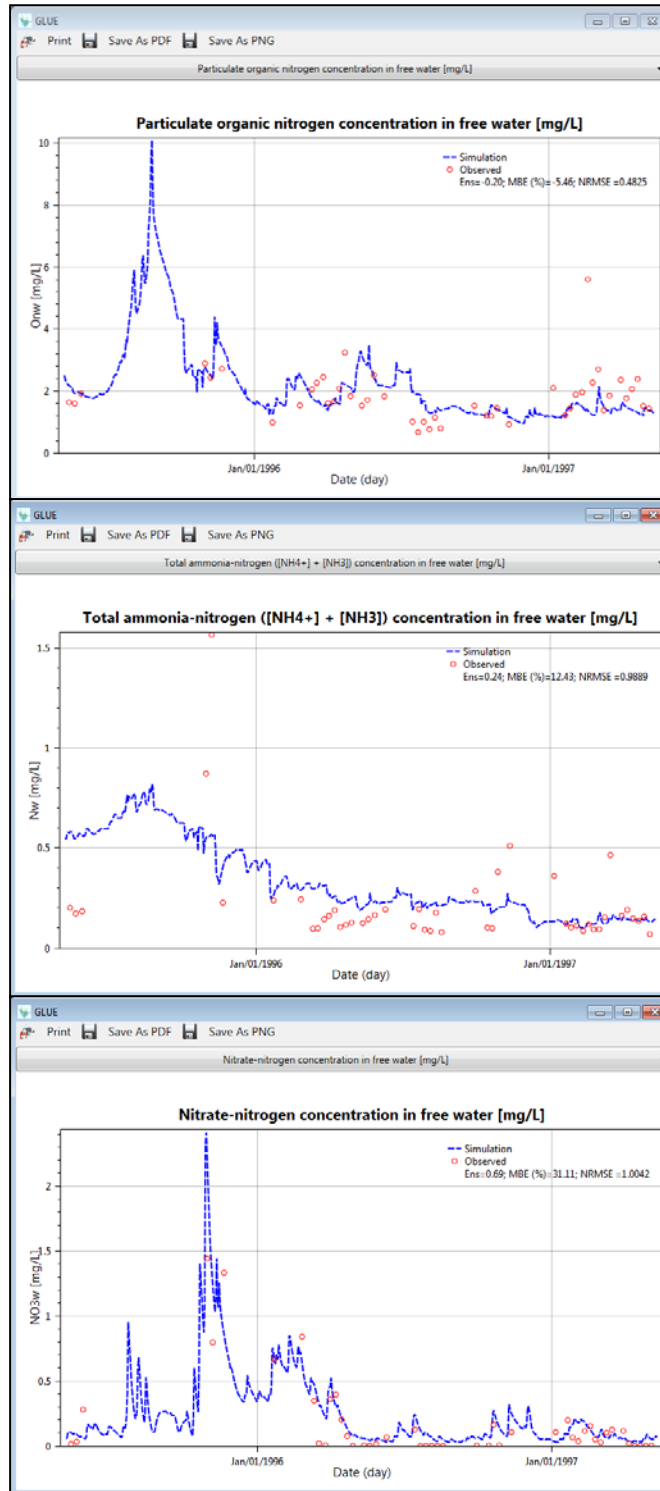 GLUE
Print Save As PDF Save As PNG
Particulate organic nitrogen concentration in free water [mg/L]
Particulate organic nitrogen concentration in free water [mg/L]
10
8
6
4
2
0
Onw [mg/L]
Simulation
Observed
Ens= -0.20; MBE (%)= -5.46; NRMSE =0.4825
Jan/01/1996 Jan/01/1997
Date (day)
GLUE
Print Save As PDF Save As PNG
Total ammonia-nitrogen ([NH4+] + [NH3]) concentration in free water [mg/L]
Total ammonia-nitrogen ([NH4+] + [NH3]) concentration in free water [mg/L]
1.5
1
0.5
0
Nw [mg/L]
Simulation
Observed
Ens=0.24; MBE (%)=12.43; NRMSE =0.9889
Jan/01/1996 Jan/01/1997
Date (day)
GLUE
Print Save As PDF Save As PNG
Nitrate-nitrogen concentration in free water [mg/L]
Nitrate-nitrogen concentration in free water [mg/L]
2
1.5
1
0.5
0
NO3w [mg/L]
Simulation
Observed
Ens=0.69; MBE (%)=31.11; NRMSE =1.0042
Jan/01/1996 Jan/01/1997
Date (day)